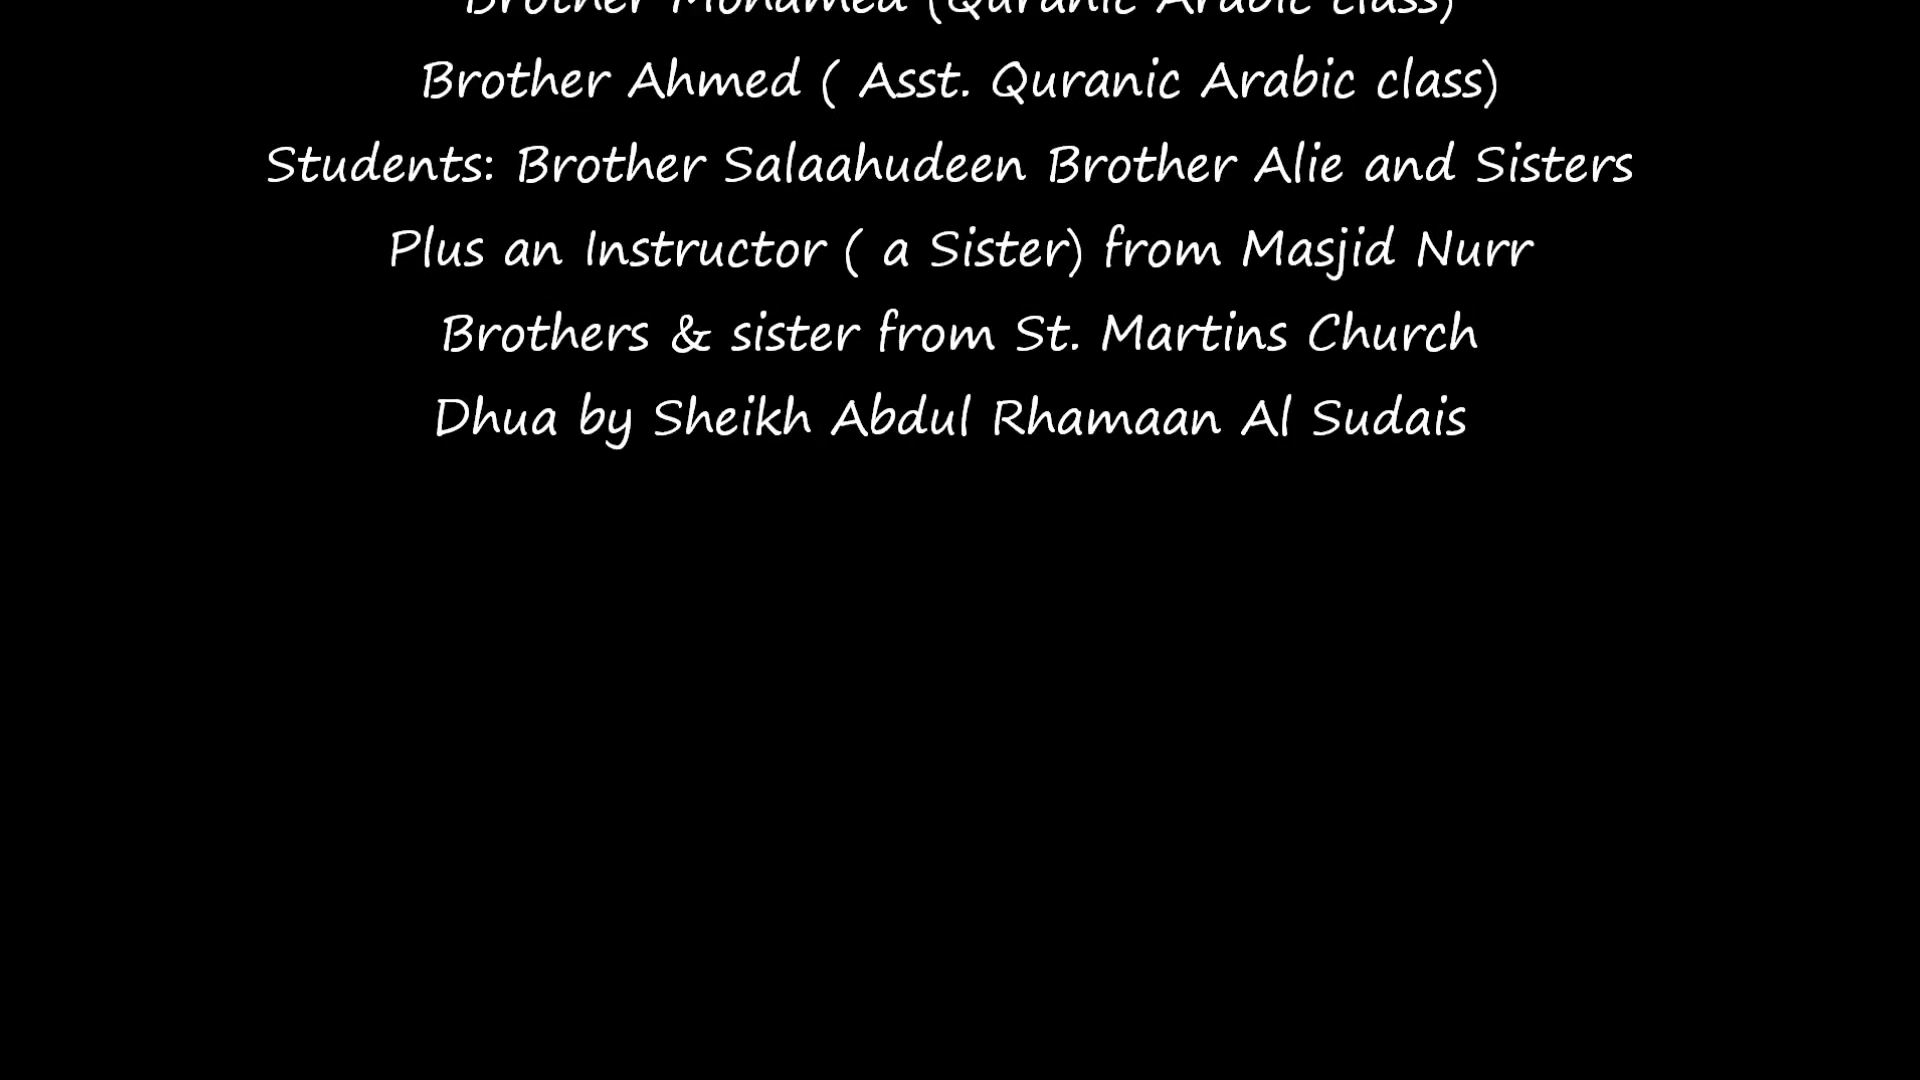 Brother Mohamed (Quranic Arabic class)
Brother Ahmed ( Asst. Quranic Arabic class)
Students: Brother Salaahudeen Brother Alie and Sisters
Plus an Instructor ( a Sister) from Masjid Nurr
Brothers & sister from St. Martins Church
Dhua by Sheikh Abdul Rhamaan Al Sudais